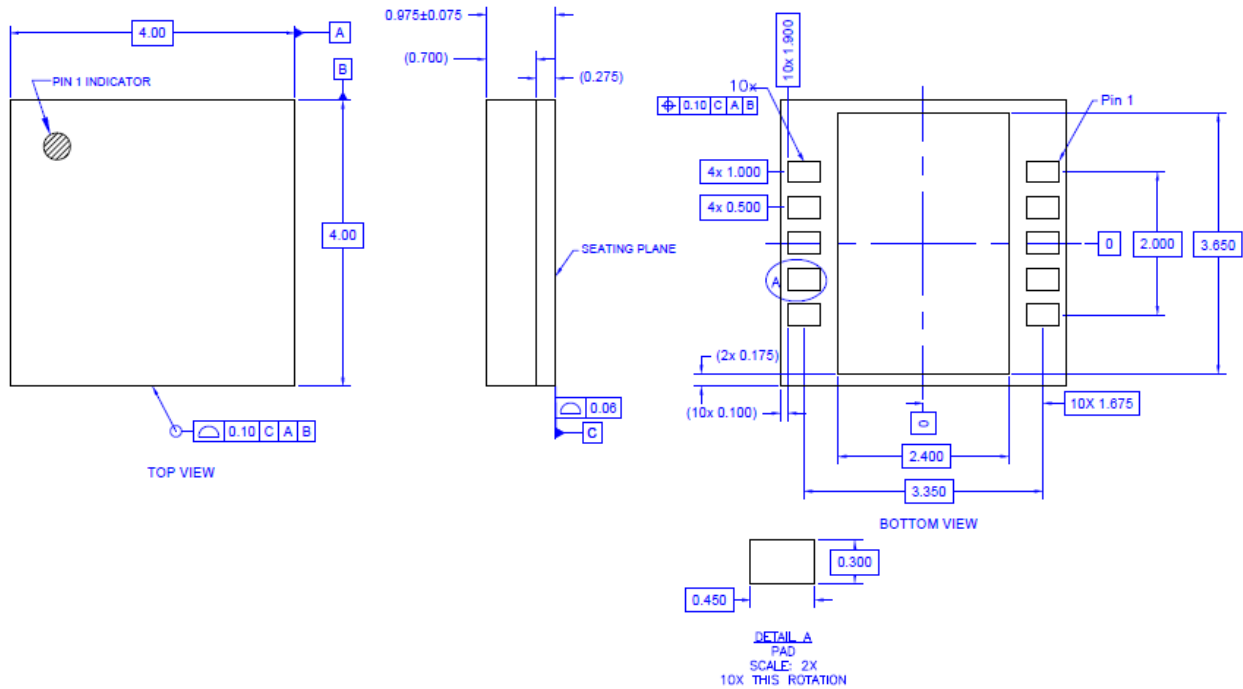 4.00
A
B
PIN 1 INDICATOR
4.00
0.10 C A B
TOP VIEW
0.975±0.075
(0.700)
(0.275)
SEATING PLANE
0.06
C
10x 1.900
10x
0.10 C A B
Pin 1
4x 1.000
4x 0.500
0
2.000
3.650
A
(2x 0.175)
(10x 0.100)
0
10X 1.675
2.400
3.350
BOTTOM VIEW
0.300
0.450
DETAIL A
PAD
SCALE: 2X
10X THIS ROTATION